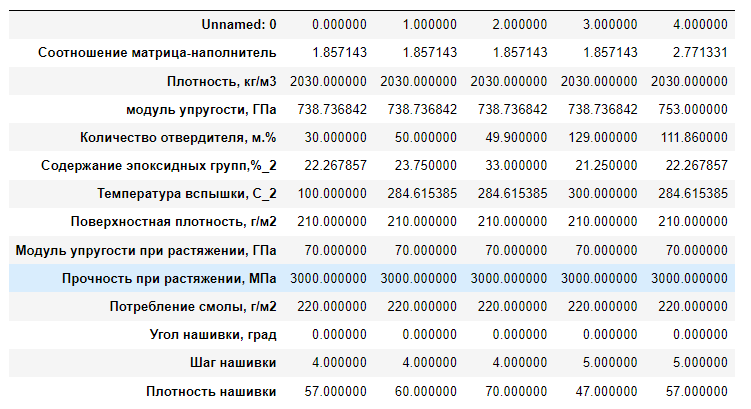 Unnamed: 0 0.000000 1.000000 2.000000 3.000000 4.000000
Соотношение матрица-наполнитель 1.857143 1.857143 1.857143 1.857143 2.771331
Плотность, кг/м3 2030.000000 2030.000000 2030.000000 2030.000000 2030.000000
модуль упругости, ГПа 738.736842 738.736842 738.736842 738.736842 753.000000
Количество отвердителя, м.% 30.000000 50.000000 49.900000 129.000000 111.860000
Содержание эпоксидных групп,%_2 22.267857 23.750000 33.000000 21.250000 22.267857
Температура вспышки, С_2 100.000000 284.615385 284.615385 300.000000 284.615385
Поверхностная плотность, г/м2 210.000000 210.000000 210.000000 210.000000 210.000000
Модуль упругости при растяжении, ГПа 70.000000 70.000000 70.000000 70.000000 70.000000
Прочность при растяжении, МПа 3000.000000 3000.000000 3000.000000 3000.000000 3000.000000
Потребление смолы, г/м2 220.000000 220.000000 220.000000 220.000000 220.000000
Угол нашивки, град 0.000000 0.000000 0.000000 0.000000 0.000000
Шаг нашивки 4.000000 4.000000 4.000000 5.000000 5.000000
Плотность нашивки 57.000000 60.000000 70.000000 47.000000 57.000000